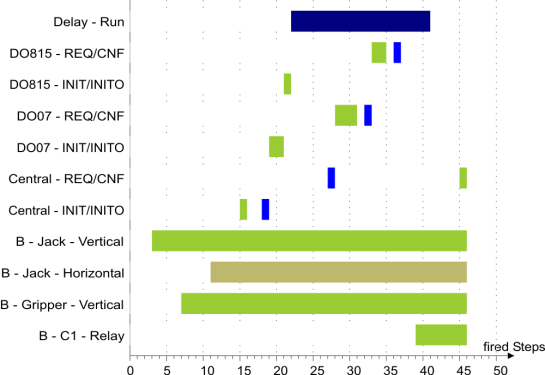 Delay - Run
DO815 - REQ/CNF
DO815 - INIT/INITO
DO07 - REQ/CNF
DO07 - INIT/INITO
Central - REQ/CNF
Central - INIT/INITO
B - Jack - Vertical
B - Jack - Horizontal
B - Gripper - Vertical
B - C1 - Relay
fired Steps
0 5 10 15 20 25 30 35 40 45 50